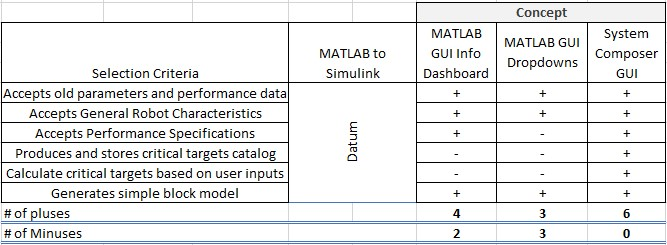 Concept
Selection Criteria MATLAB to Simulink MATLAB GUI Info Dashboard MATLAB GUI Dropdowns System Composer GUI
Datum
Accepts old parameters and performance data + + +
Accepts General Robot Characteristics + + +
Accepts Performance Specifications + - +
Produces and stores critical targets catalog - - +
Calculate critical targets based on user inputs - - +
Generates simple block model + + +
# of pluses 4 3 6
# of Minuses 2 3 0